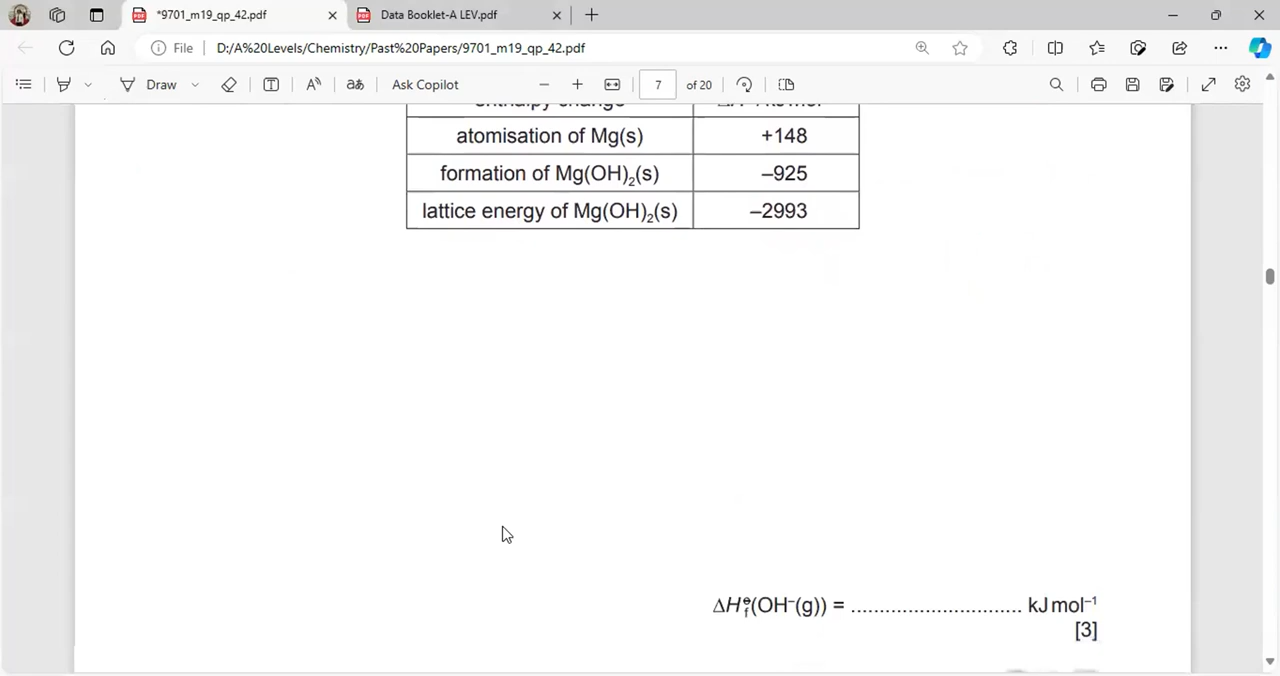 *9701_m19_qp_42.pdf
Data Booklet-A LEV.pdf
File D:/A%20Levels/Chemistry/Past%20Papers/9701_m19_qp_42.pdf
Draw
Ask Copilot
7 of 20
enthalpy change
atomisation of Mg(s) +148
formation of Mg(OH)₂(s) –925
lattice energy of Mg(OH)₂(s) –2993
ΔH⦵f(OH⁻(g)) = .............................. kJ mol⁻¹
[3]